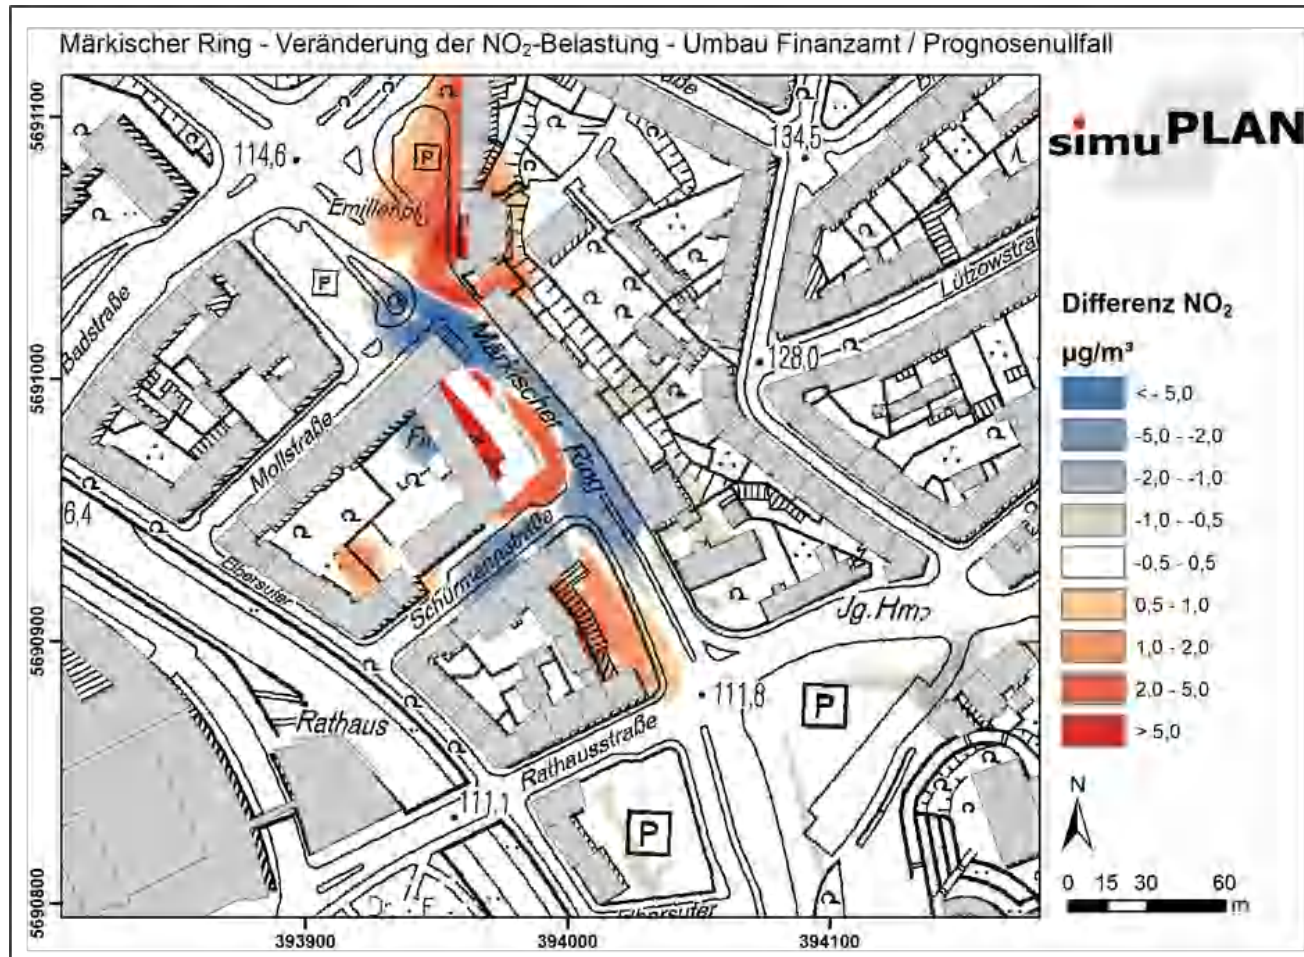 Märkischer Ring - Veränderung der NO₂-Belastung - Umbau Finanzamt / Prognosenullfall
simuPLAN
5691100
5691000
5690900
5690800
393900
394000
394100
114,6
134,5
P
Emilienpl.
P
Badstraße
Lützowstra
128,0
Märkischer Ring
Mollstraße
Fin
6,4
Elbersufer
Schürmannstraße
Jg.Hm
Rathaus
111,8
P
Rathausstraße
111,1
P
Elbersufer
Differenz NO₂
µg/m³
< - 5,0
-5,0 - -2,0
-2,0 - -1,0
-1,0 - -0,5
-0,5 - 0,5
0,5 - 1,0
1,0 - 2,0
2,0 - 5,0
> 5,0
N
0 15 30 60
m